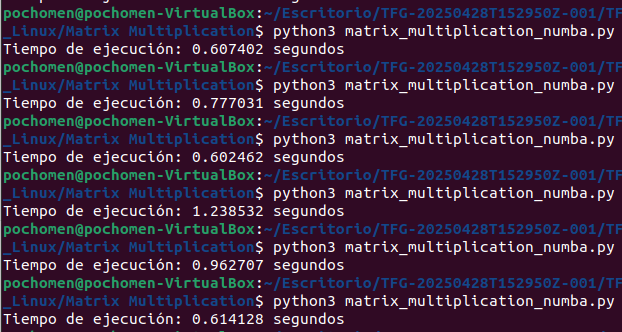 pochomen@pochomen-VirtualBox:~/Escritorio/TFG-20250428T152950Z-001/TF
_Linux/Matrix Multiplication$ python3 matrix_multiplication_numba.py
Tiempo de ejecución: 0.607402 segundos
pochomen@pochomen-VirtualBox:~/Escritorio/TFG-20250428T152950Z-001/TF
_Linux/Matrix Multiplication$ python3 matrix_multiplication_numba.py
Tiempo de ejecución: 0.777031 segundos
pochomen@pochomen-VirtualBox:~/Escritorio/TFG-20250428T152950Z-001/TF
_Linux/Matrix Multiplication$ python3 matrix_multiplication_numba.py
Tiempo de ejecución: 0.602462 segundos
pochomen@pochomen-VirtualBox:~/Escritorio/TFG-20250428T152950Z-001/TF
_Linux/Matrix Multiplication$ python3 matrix_multiplication_numba.py
Tiempo de ejecución: 1.238532 segundos
pochomen@pochomen-VirtualBox:~/Escritorio/TFG-20250428T152950Z-001/TF
_Linux/Matrix Multiplication$ python3 matrix_multiplication_numba.py
Tiempo de ejecución: 0.962707 segundos
pochomen@pochomen-VirtualBox:~/Escritorio/TFG-20250428T152950Z-001/TF
_Linux/Matrix Multiplication$ python3 matrix_multiplication_numba.py
Tiempo de ejecución: 0.614128 segundos